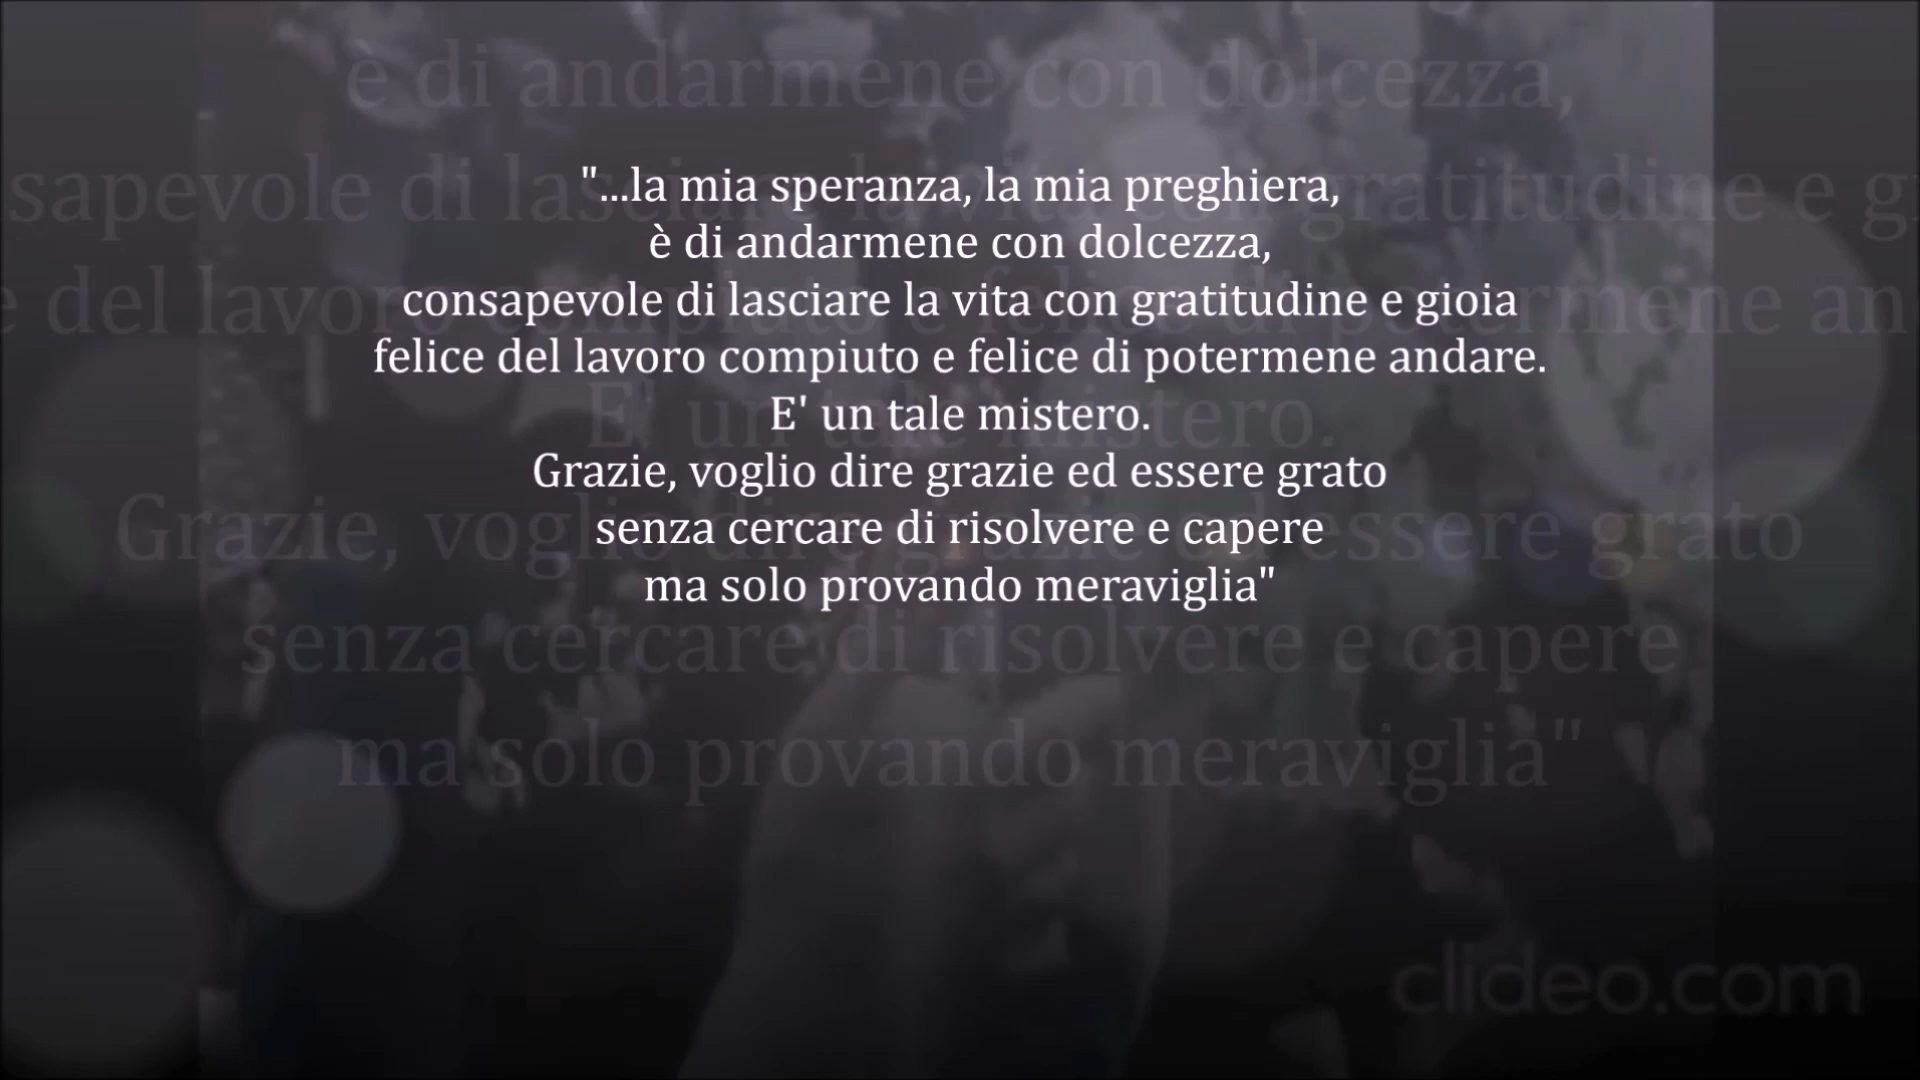 "...la mia speranza, la mia preghiera,
è di andarmene con dolcezza,
consapevole di lasciare la vita con gratitudine e gioia
felice del lavoro compiuto e felice di potermene andare.
E' un tale mistero.
Grazie, voglio dire grazie ed essere grato
senza cercare di risolvere e capere
ma solo provando meraviglia"
clideo.com